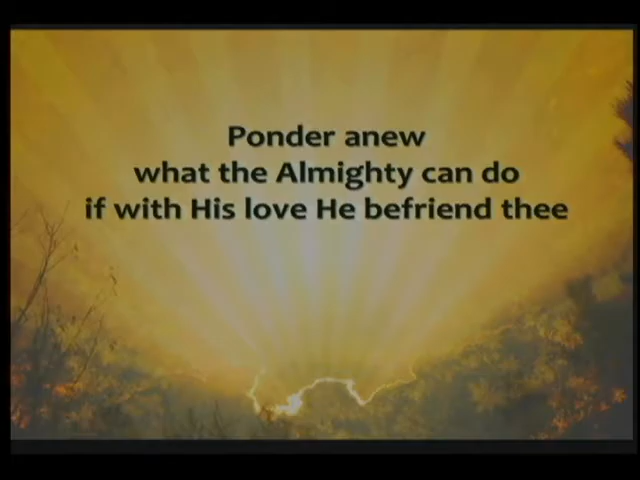 Ponder anew
what the Almighty can do
if with His love He befriend thee